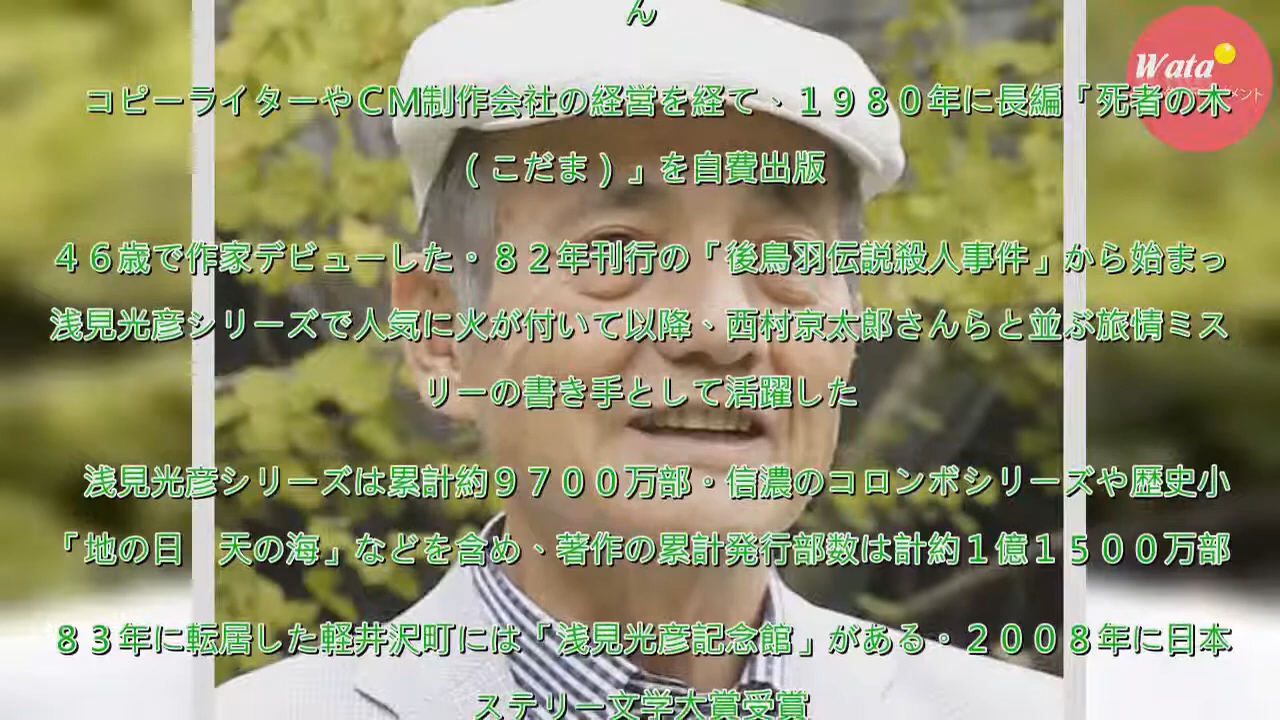 ん
Wata
コピーライターやCM制作会社の経営を経て、１９８０年に長編「死者の木
(こだま)」を自費出版
４６歳で作家デビューした・８２年刊行の「後鳥羽伝説殺人事件」から始まっ
浅見光彦シリーズで人気に火が付いて以降、西村京太郎さんらと並ぶ旅情ミス
リーの書き手として活躍した
浅見光彦シリーズは累計約９７００万部・信濃のコロンボシリーズや歴史小
「地の日　天の海」などを含め、著作の累計発行部数は計約１億１５００万部
８３年に転居した軽井沢町には「浅見光彦記念館」がある・２００８年に日本
ステリー文学大賞受賞